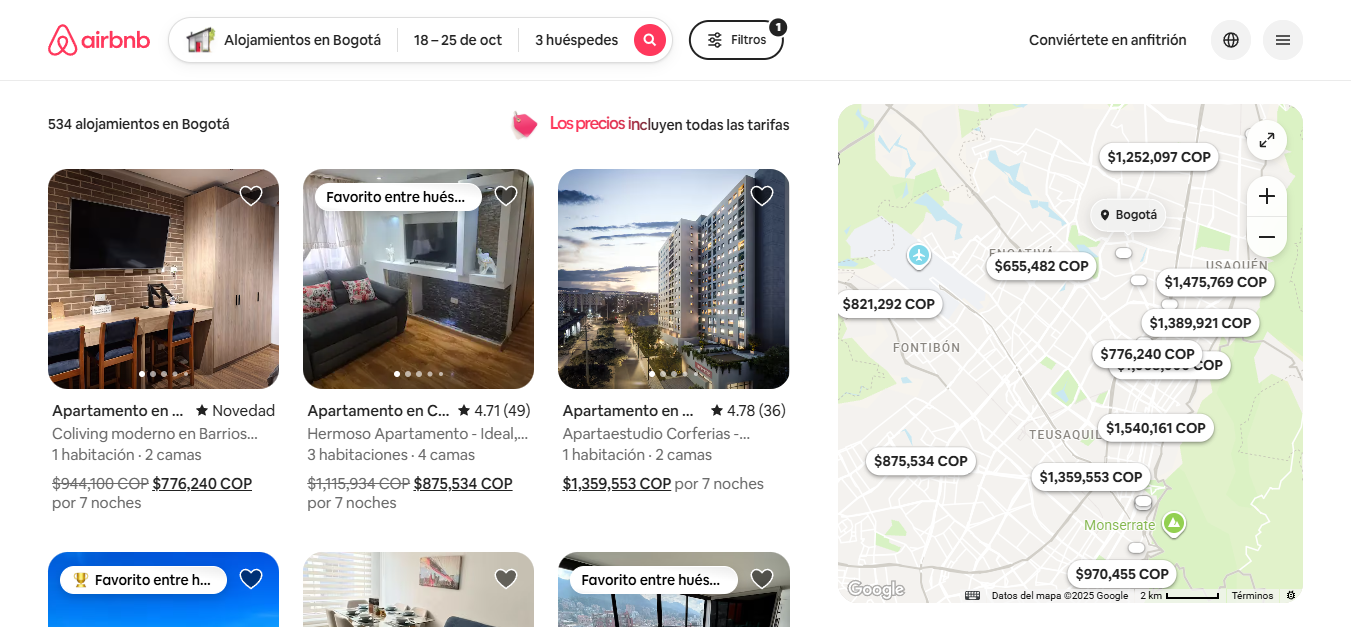 airbnb
Alojamientos en Bogotá
18 – 25 de oct
3 huéspedes
Filtros
1
Conviértete en anfitrión
534 alojamientos en Bogotá
Los precios incluyen todas las tarifas
Favorito entre hués...
Apartamento en ...
Novedad
Coliving moderno en Barrios...
1 habitación · 2 camas
$944,100 COP $776,240 COP
por 7 noches
Apartamento en C...
4.71 (49)
Hermoso Apartamento - Ideal,...
3 habitaciones · 4 camas
$1,115,934 COP $875,534 COP
por 7 noches
Apartamento en ...
4.78 (36)
Apartaestudio Corferias -...
1 habitación · 2 camas
$1,359,553 COP por 7 noches
Favorito entre h...
Favorito entre hués...
$1,252,097 COP
Bogotá
ENGATIVÁ
$655,482 COP
USAQUÉN
$1,475,769 COP
$821,292 COP
$1,389,921 COP
FONTIBÓN
$776,240 COP
COP
TEUSAQUIL
$1,540,161 COP
$875,534 COP
$1,359,553 COP
Monserrate
$970,455 COP
Google
Datos del mapa ©2025 Google
2 km
Términos